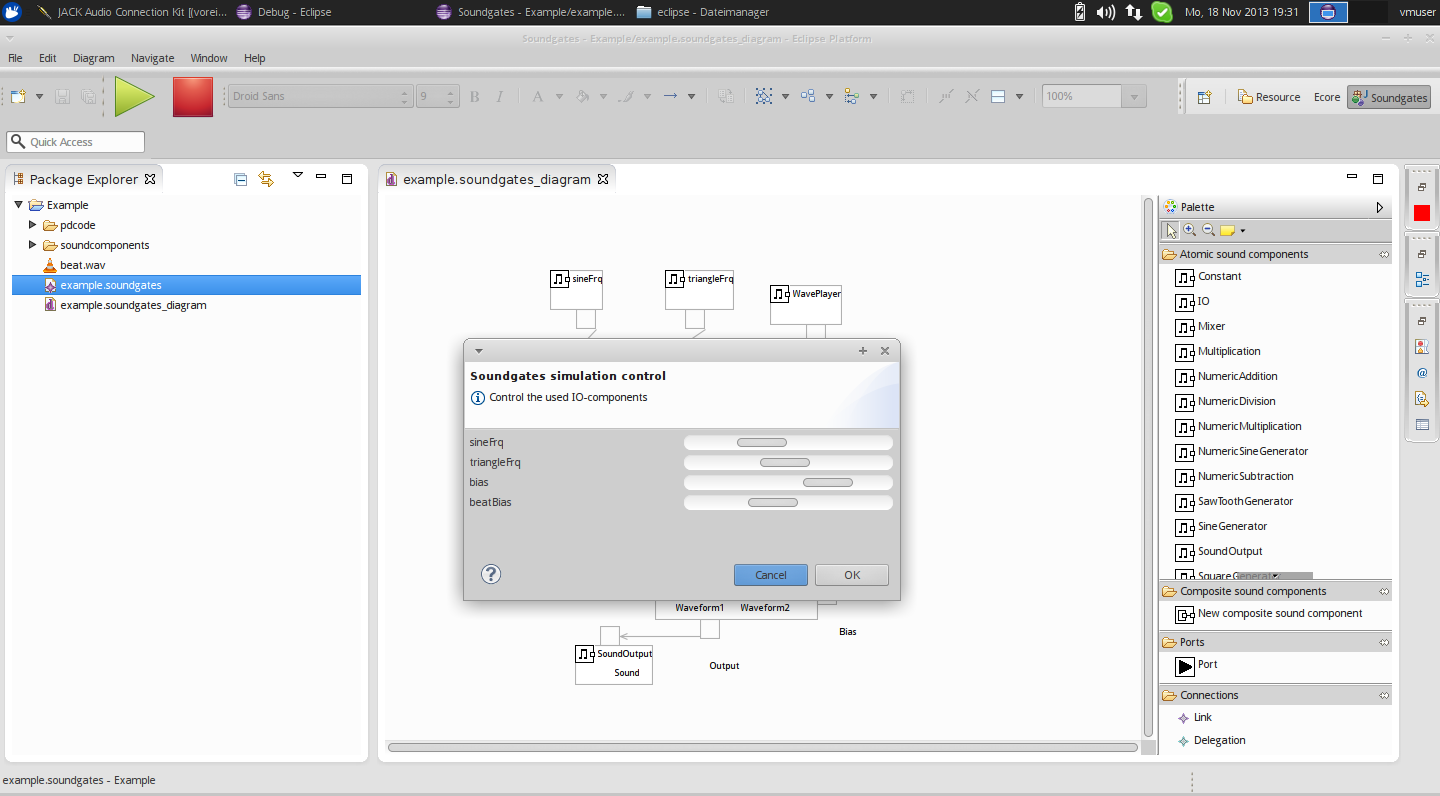 JACK Audio Connection Kit [(vorei... Debug - Eclipse Soundgates - Example/example.... eclipse - Dateimanager Mo, 18 Nov 2013 19:31 vmuser
Soundgates - Example/example.soundgates_diagram - Eclipse Platform
File Edit Diagram Navigate Window Help
Droid Sans 9 B I A 100% Resource Ecore Soundgates
Quick Access
Package Explorer
Example
pdcode
soundcomponents
beat.wav
example.soundgates
example.soundgates_diagram
example.soundgates_diagram
sineFrq triangleFrq
WavePlayer
Soundgates simulation control
Control the used IO-components
sineFrq
triangleFrq
bias
beatBias
Cancel OK
Waveform1 Waveform2
Bias
SoundOutput
Sound
Output
Palette
Atomic sound components
Constant
IO
Mixer
Multiplication
NumericAddition
NumericDivision
NumericMultiplication
NumericSineGenerator
NumericSubtraction
SawToothGenerator
SineGenerator
SoundOutput
SquareGenerator
Composite sound components
New composite sound component
Ports
Port
Connections
Link
Delegation
example.soundgates - Example